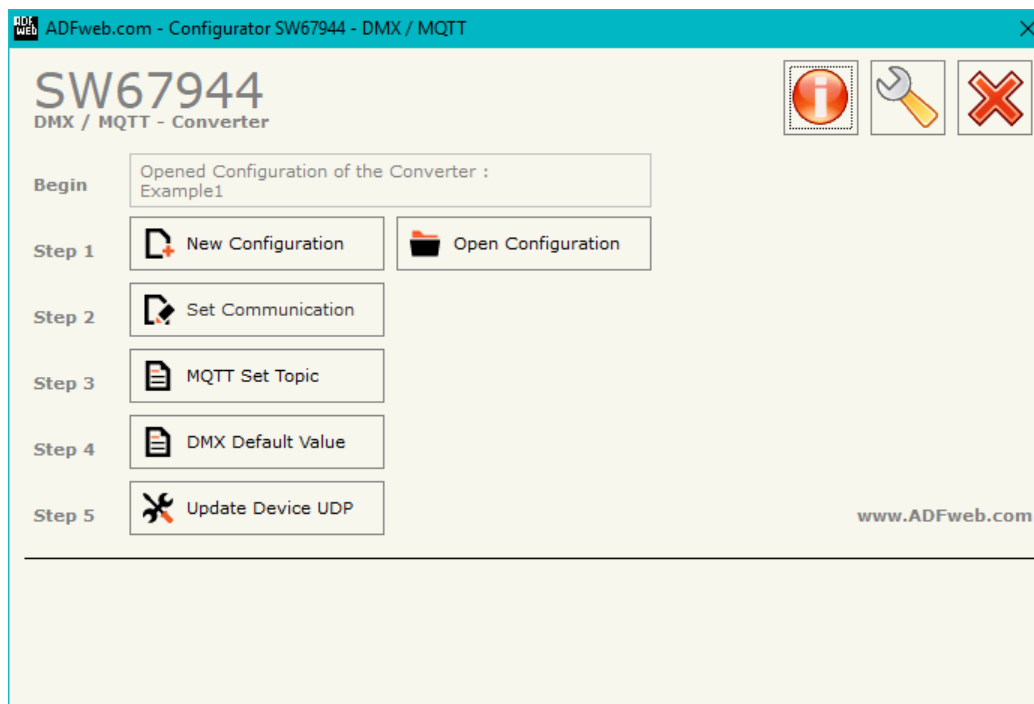 ADF
WEB
ADFweb.com - Configurator SW67944 - DMX / MQTT
SW67944
DMX / MQTT - Converter
Begin
Opened Configuration of the Converter :
Example1
Step 1
New Configuration
Open Configuration
Step 2
Set Communication
Step 3
MQTT Set Topic
Step 4
DMX Default Value
Step 5
Update Device UDP
www.ADFweb.com